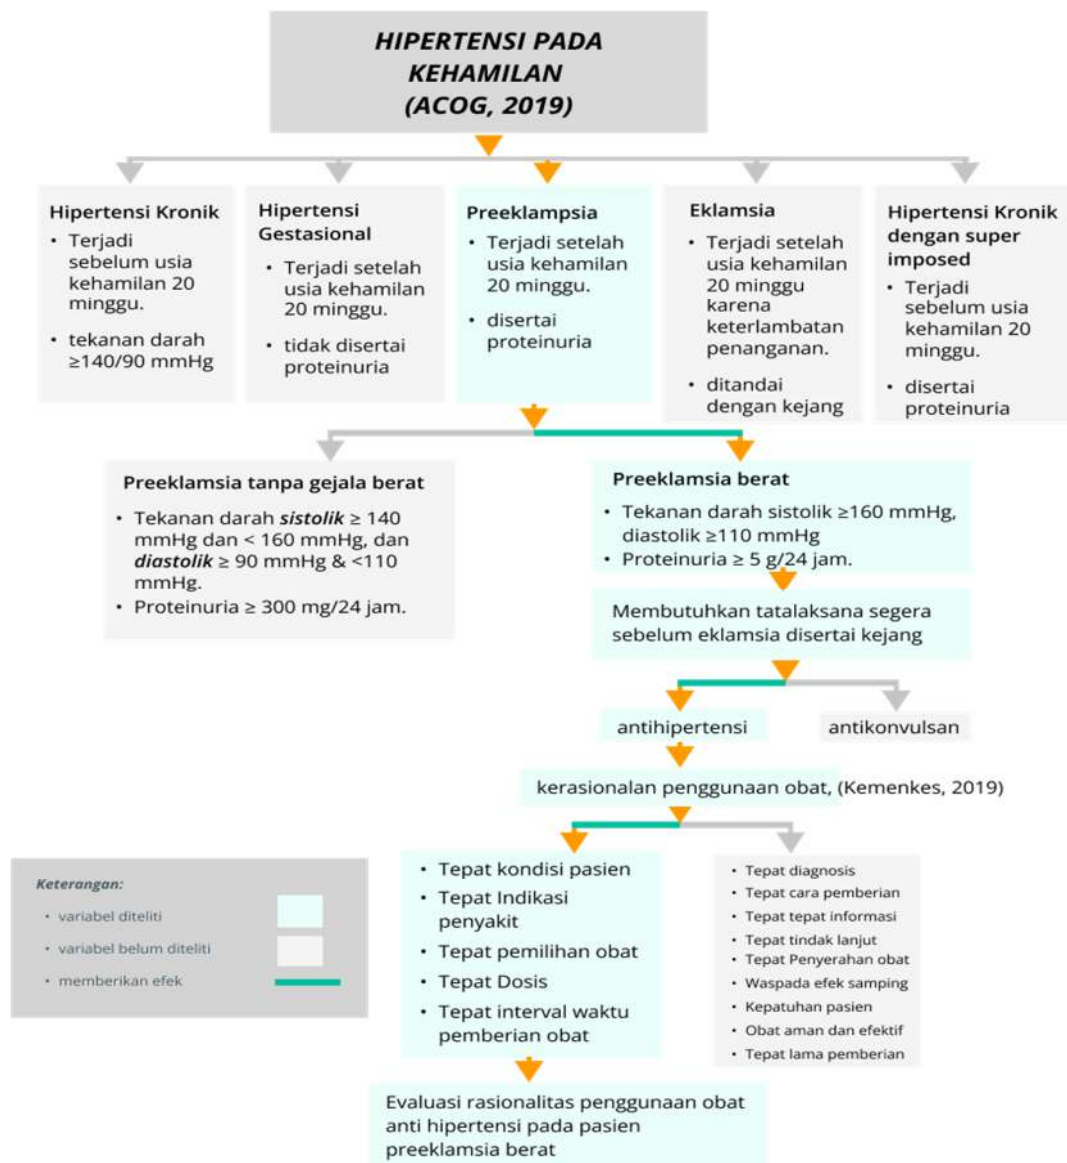 HIPERTENSI PADA
KEHAMILAN
(ACOG, 2019)
Hipertensi Kronik
• Terjadi
sebelum usia
kehamilan 20
minggu.
• tekanan darah
≥140/90 mmHg
Hipertensi
Gestasional
• Terjadi setelah
usia kehamilan
20 minggu.
• tidak disertai
proteinuria
Preeklampsia
• Terjadi setelah
usia kehamilan
20 minggu.
• disertai
proteinuria
Eklamsia
• Terjadi setelah
usia kehamilan
20 minggu
karena
keterlambatan
penanganan.
• ditandai
dengan kejang
Hipertensi Kronik
dengan super
imposed
• Terjadi
sebelum usia
kehamilan 20
minggu.
• disertai
proteinuria
Preeklamsia tanpa gejala berat
• Tekanan darah sistolik ≥ 140
mmHg dan < 160 mmHg, dan
diastolik ≥ 90 mmHg & <110
mmHg.
• Proteinuria ≥ 300 mg/24 jam.
Preeklamsia berat
• Tekanan darah sistolik ≥160 mmHg,
diastolik ≥110 mmHg
• Proteinuria ≥ 5 g/24 jam.
Membutuhkan tatalaksana segera
sebelum eklamsia disertai kejang
antihipertensi
antikonvulsan
kerasionalan penggunaan obat, (Kemenkes, 2019)
• Tepat kondisi pasien
• Tepat Indikasi
penyakit
• Tepat pemilihan obat
• Tepat Dosis
• Tepat interval waktu
pemberian obat
• Tepat diagnosis
• Tepat cara pemberian
• Tepat tepat informasi
• Tepat tindak lanjut
• Tepat Penyerahan obat
• Waspada efek samping
• Kepatuhan pasien
• Obat aman dan efektif
• Tepat lama pemberian
Keterangan:
• variabel diteliti
• variabel belum diteliti
• memberikan efek
Evaluasi rasionalitas penggunaan obat
anti hipertensi pada pasien
preeklamsia berat